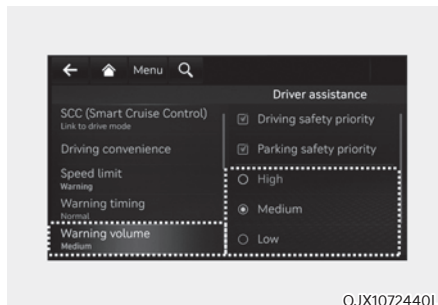 Menu
Driver assistance
SCC (Smart Cruise Control)
Link to drive mode
Driving convenience
Speed limit
Warning
Warning timing
Normal
Warning volume
Medium
Driving safety priority
Parking safety priority
High
Medium
Low
OJX1072440L